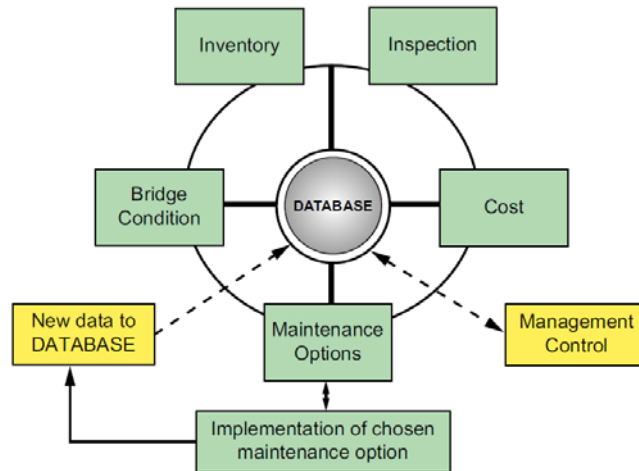 Inventory
Inspection
Bridge
Condition
DATABASE
Cost
New data to
DATABASE
Maintenance
Options
Management
Control
Implementation of chosen
maintenance option